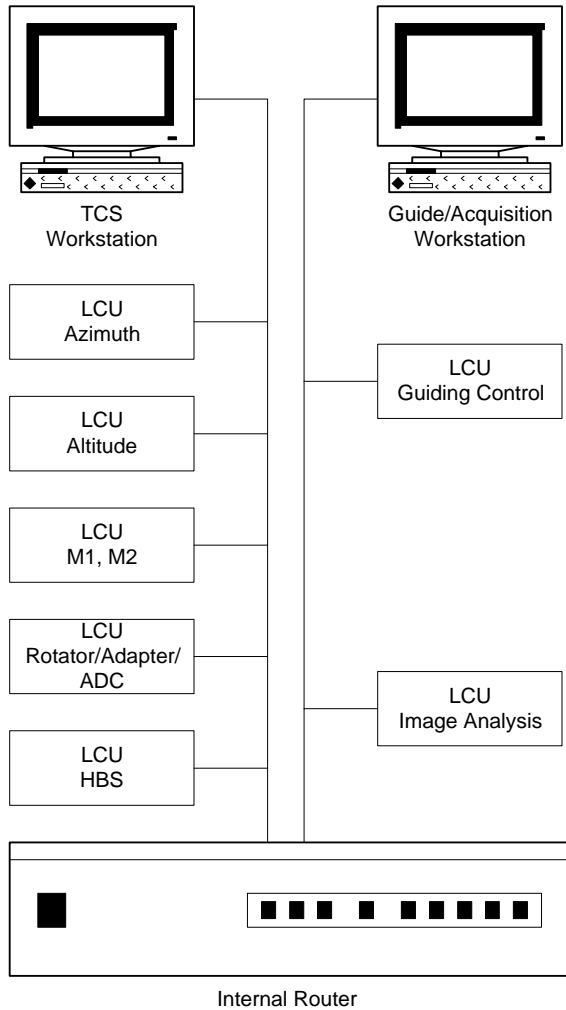 TCS
Workstation
Guide/Acquisition
Workstation
LCU
Azimuth
LCU
Altitude
LCU
M1, M2
LCU
Rotator/Adapter/
ADC
LCU
HBS
LCU
Guiding Control
LCU
Image Analysis
Internal Router